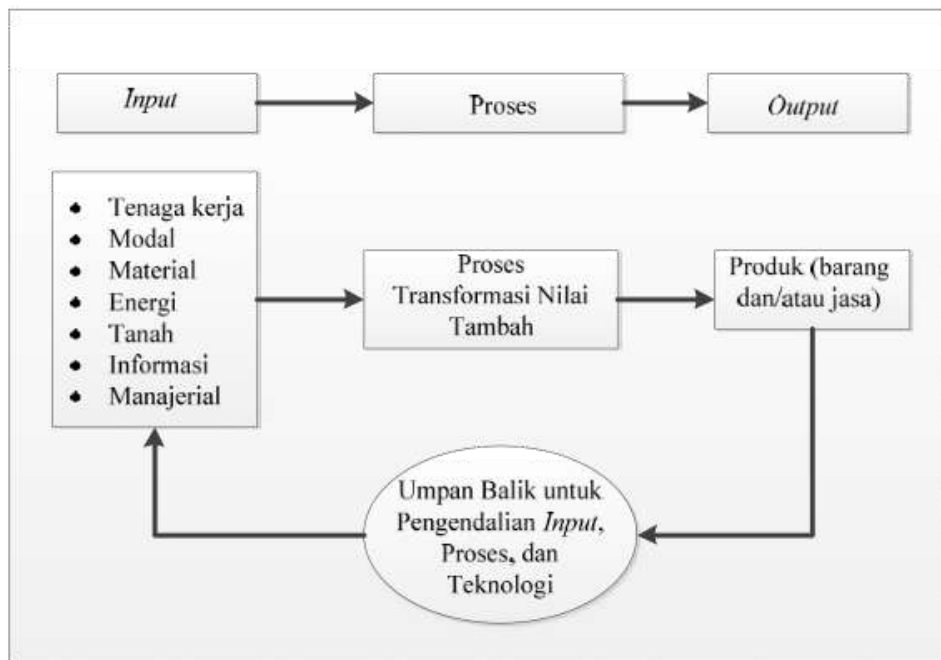 Input
Proses
Output
• Tenaga kerja
• Modal
• Material
• Energi
• Tanah
• Informasi
• Manajerial
Proses
Transformasi Nilai
Tambah
Produk (barang
dan/atau jasa)
Umpan Balik untuk
Pengendalian Input,
Proses, dan
Teknologi